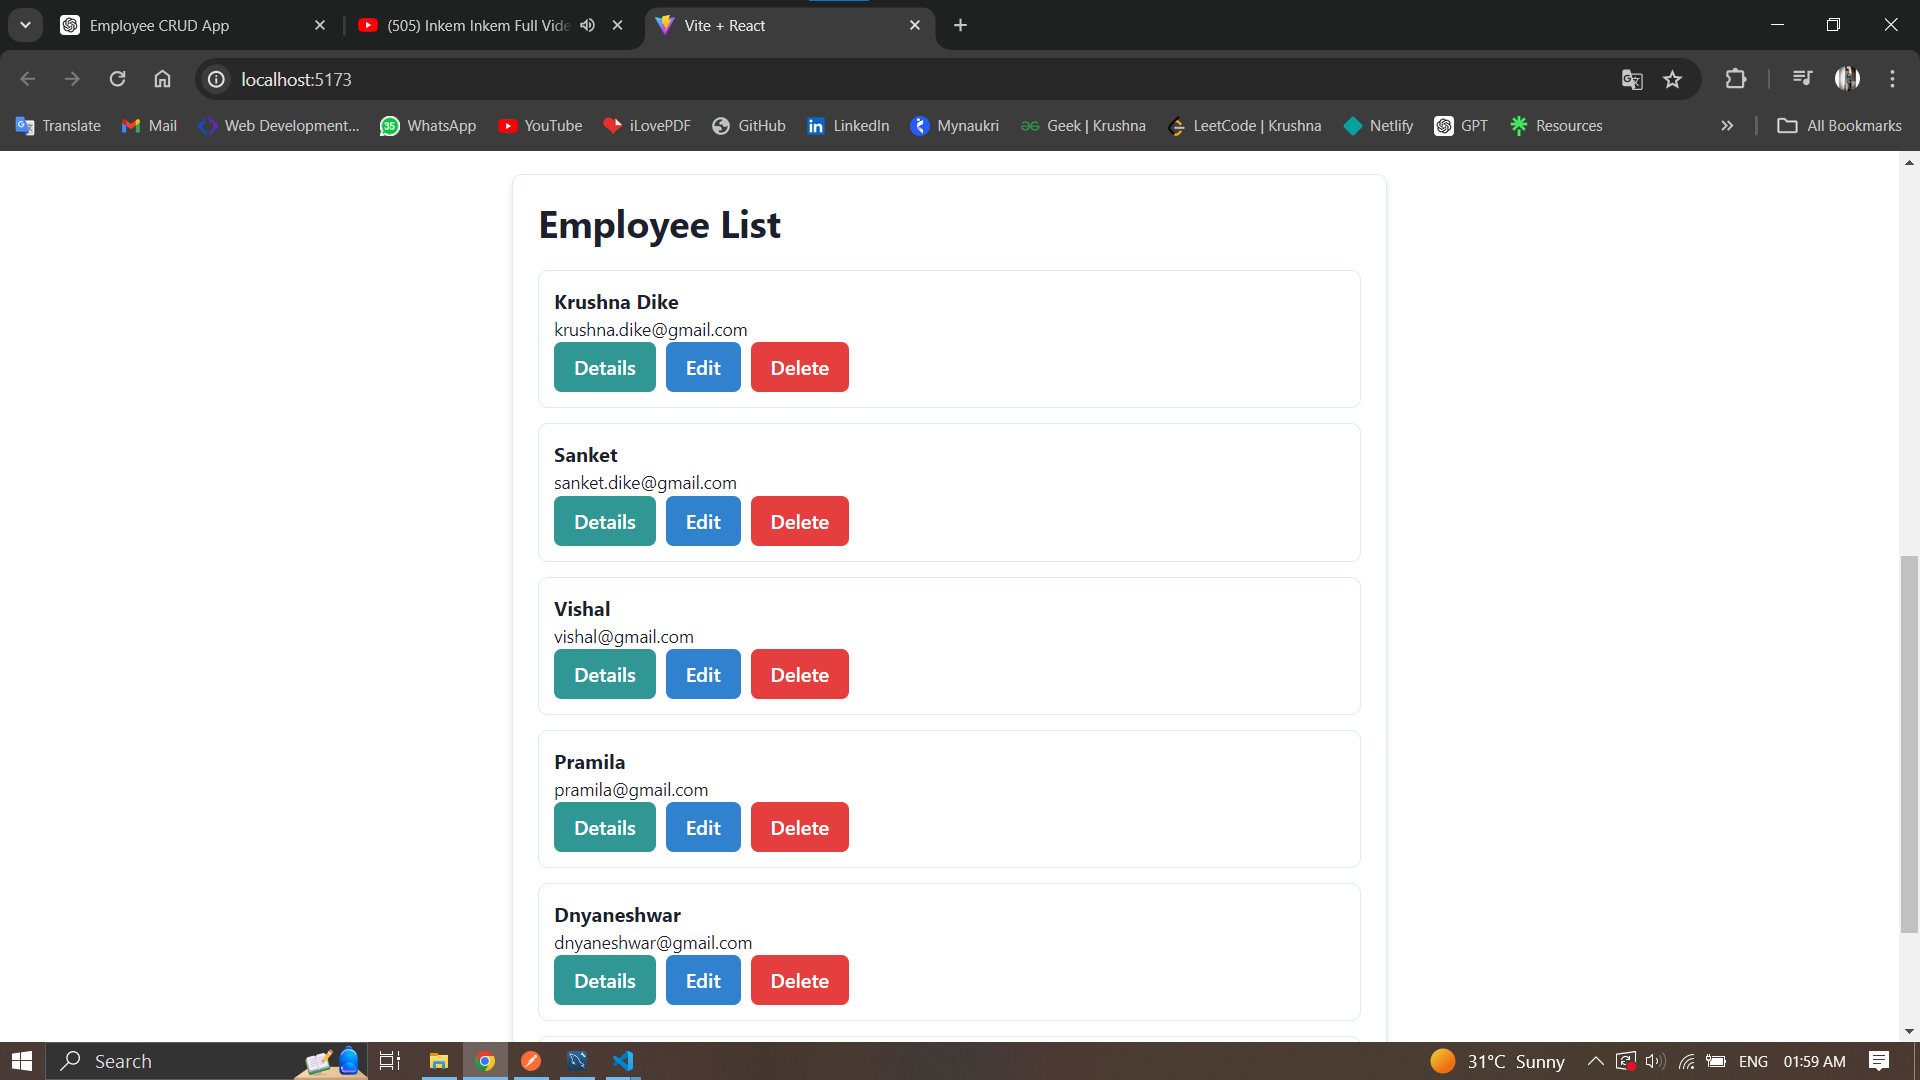 Employee CRUD App
(505) Inkem Inkem Full Vide
Vite + React
localhost:5173
Translate Mail Web Development... WhatsApp YouTube iLovePDF GitHub LinkedIn Mynaukri Geek | Krushna LeetCode | Krushna Netlify GPT Resources All Bookmarks
Employee List
Krushna Dike
krushna.dike@gmail.com
Details Edit Delete
Sanket
sanket.dike@gmail.com
Details Edit Delete
Vishal
vishal@gmail.com
Details Edit Delete
Pramila
pramila@gmail.com
Details Edit Delete
Dnyaneshwar
dnyaneshwar@gmail.com
Details Edit Delete
Search
31°C Sunny ENG 01:59 AM